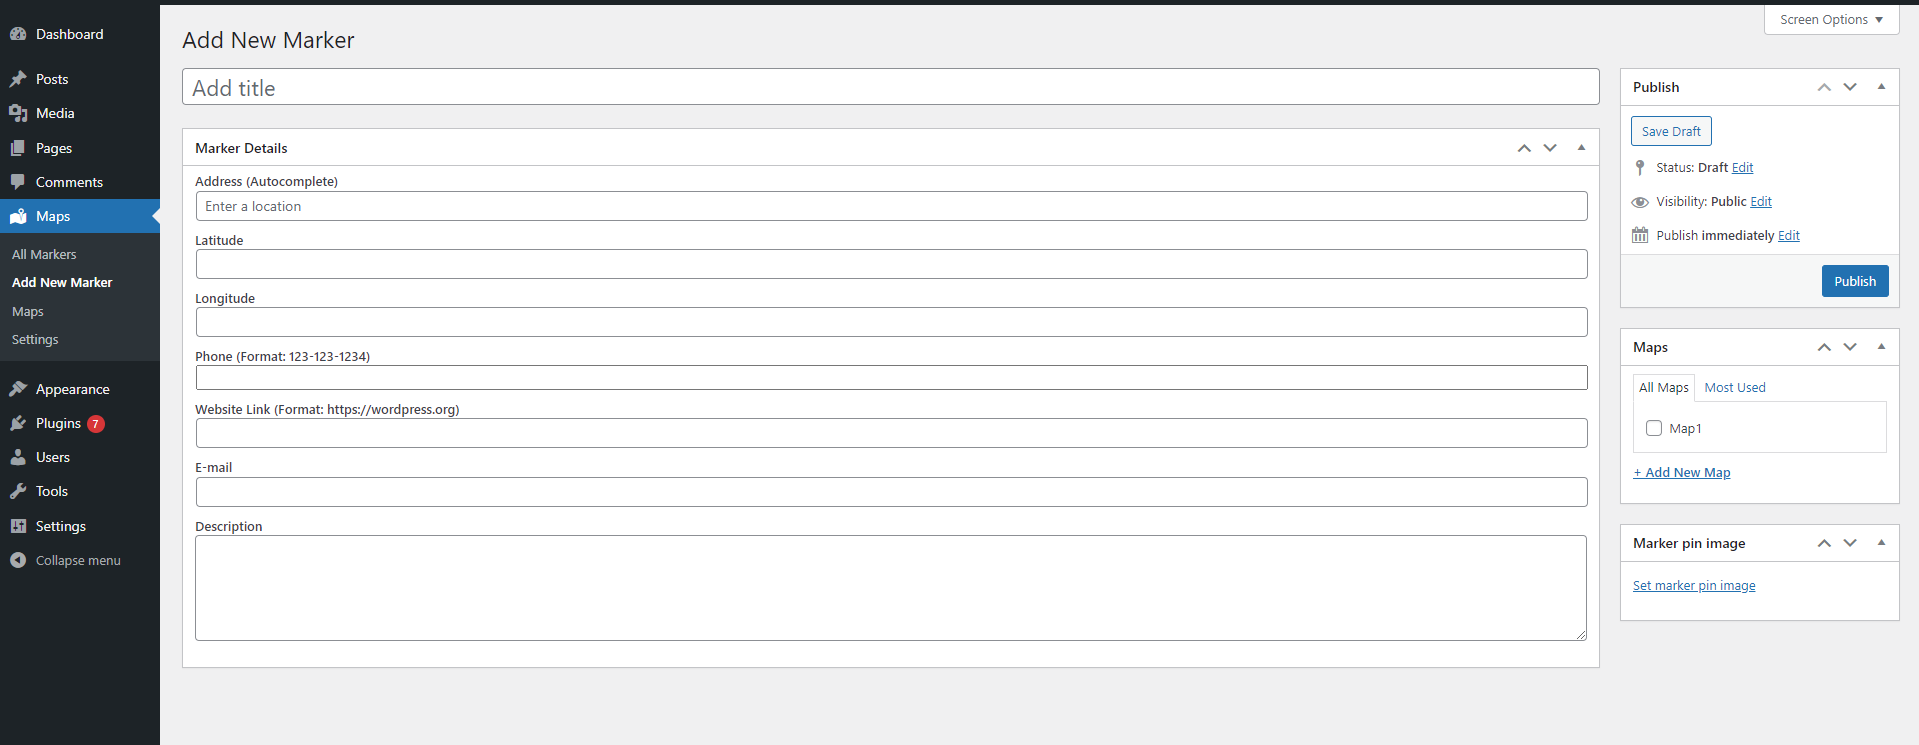 Dashboard
Posts
Media
Pages
Comments
Maps
All Markers
Add New Marker
Maps
Settings
Appearance
Plugins 7
Users
Tools
Settings
Collapse menu
Screen Options
Add New Marker
Add title
Marker Details
Address (Autocomplete)
Enter a location
Latitude
Longitude
Phone (Format: 123-123-1234)
Website Link (Format: https://wordpress.org)
E-mail
Description
Publish
Save Draft
Status: Draft Edit
Visibility: Public Edit
Publish immediately Edit
Publish
Maps
All Maps Most Used
Map1
+ Add New Map
Marker pin image
Set marker pin image